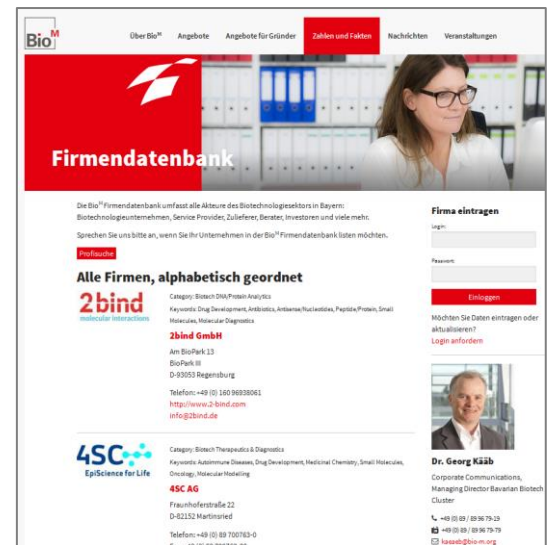 Bio M
Über Bio M Angebote Angebote für Gründer Zahlen und Fakten Nachrichten Veranstaltungen
Firmendatenbank
Die Bio M Firmendatenbank umfasst alle Akteure des Biotechnologiesektors in Bayern:
Biotechnologieunternehmen, Service Provider, Zulieferer, Berater, Investoren und viele mehr.
Sprechen Sie uns bitte an, wenn Sie Ihr Unternehmen in der Bio M Firmendatenbank listen möchten.
Profisuche
Alle Firmen, alphabetisch geordnet
2bind
molecular interactions
Category: Biotech DNA/Protein Analytics
Keywords: Drug Development, Antibiotics, Antisense/Nucleotides, Peptide/Protein, Small
Molecules, Molecular Diagnostics
2bind GmbH
Am BioPark 13
BioPark III
D-93053 Regensburg
Telefon: +49 (0) 160 96938061
http://www.2-bind.com
info@2bind.de
4SC
EpiScience for Life
Category: Biotech Therapeutics & Diagnostics
Keywords: Autoimmune Diseases, Drug Development, Medicinal Chemistry, Small Molecules,
Oncology, Molecular Modelling
4SC AG
Fraunhoferstraße 22
D-82152 Martinsried
Telefon: +49 (0) 89 700763-0
Firma eintragen
Login:
Passwort:
Einloggen
Möchten Sie Daten eintragen oder
aktualisieren?
Login anfordern
Dr. Georg Kääb
Corporate Communications,
Managing Director Bavarian Biotech
Cluster
+49 (0) 89 / 89 96 79-19
+49 (0) 89 / 89 96 79-79
kaeaeb@bio-m.org